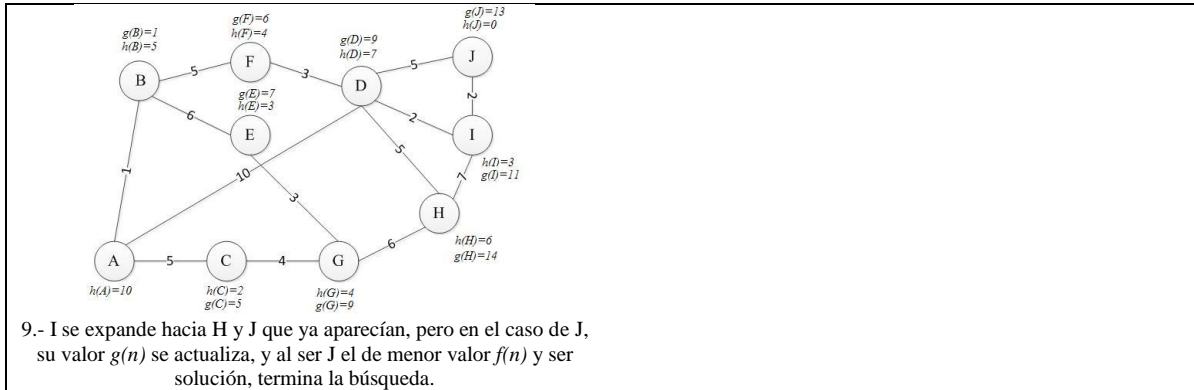 g(J)=13
h(J)=0
g(F)=6
h(F)=4
g(B)=1
h(B)=5
g(D)=9
h(D)=7
J
F
5
B
5
3
D
g(E)=7
h(E)=3
2
6
2
E
I
5
10
h(I)=3
g(I)=11
1
7
3
H
6
h(H)=6
g(H)=14
A
5
C
4
G
h(A)=10
h(C)=2
g(C)=5
h(G)=4
g(G)=9
9.- I se expande hacia H y J que ya aparecían, pero en el caso de J,
su valor g(n) se actualiza, y al ser J el de menor valor f(n) y ser
solución, termina la búsqueda.